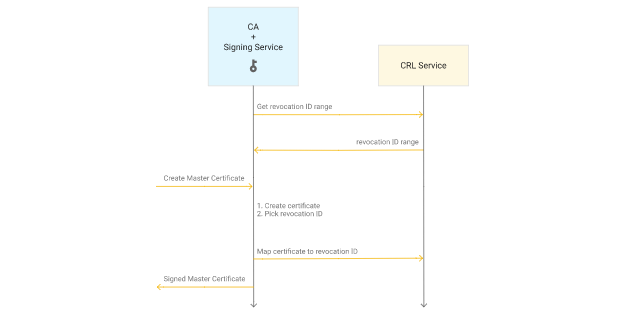 CA
+
Signing Service
CRL Service
Get revocation ID range
revocation ID range
Create Master Certificate
1. Create certificate
2. Pick revocation ID
Map certificate to revocation ID
Signed Master Certificate